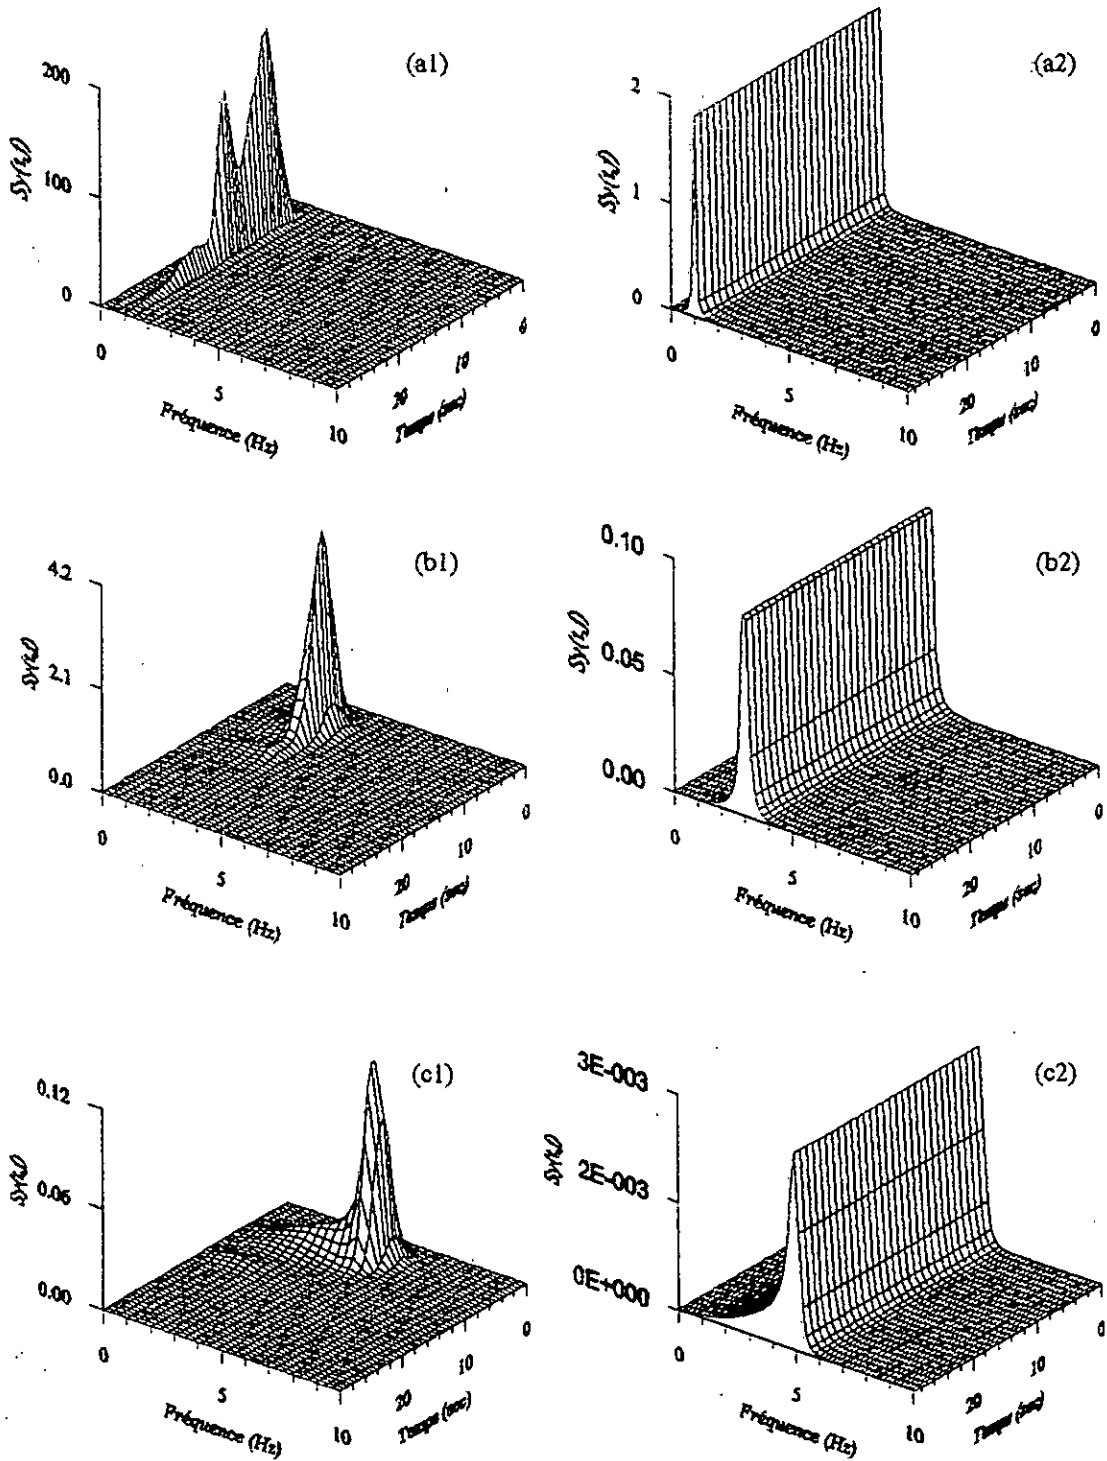 (a1)
200
100
0
Sy(t,f)
0
5
10
Fréquence (Hz)
20
10
0
Temps (sec)
(a2)
2
1
0
Sy(t,f)
0
5
10
Fréquence (Hz)
20
10
0
Temps (sec)
(b1)
4.2
2.1
0.0
Sy(t,f)
0
5
10
Fréquence (Hz)
20
10
0
Temps (sec)
(b2)
0.10
0.05
0.00
Sy(t,f)
0
5
10
Fréquence (Hz)
20
10
0
Temps (sec)
(c1)
0.12
0.06
0.00
Sy(t,f)
0
5
10
Fréquence (Hz)
20
10
0
Temps (sec)
(c2)
3E-003
2E-003
0E+000
Sy(t,f)
0
5
10
Fréquence (Hz)
20
10
0
Temps (sec)